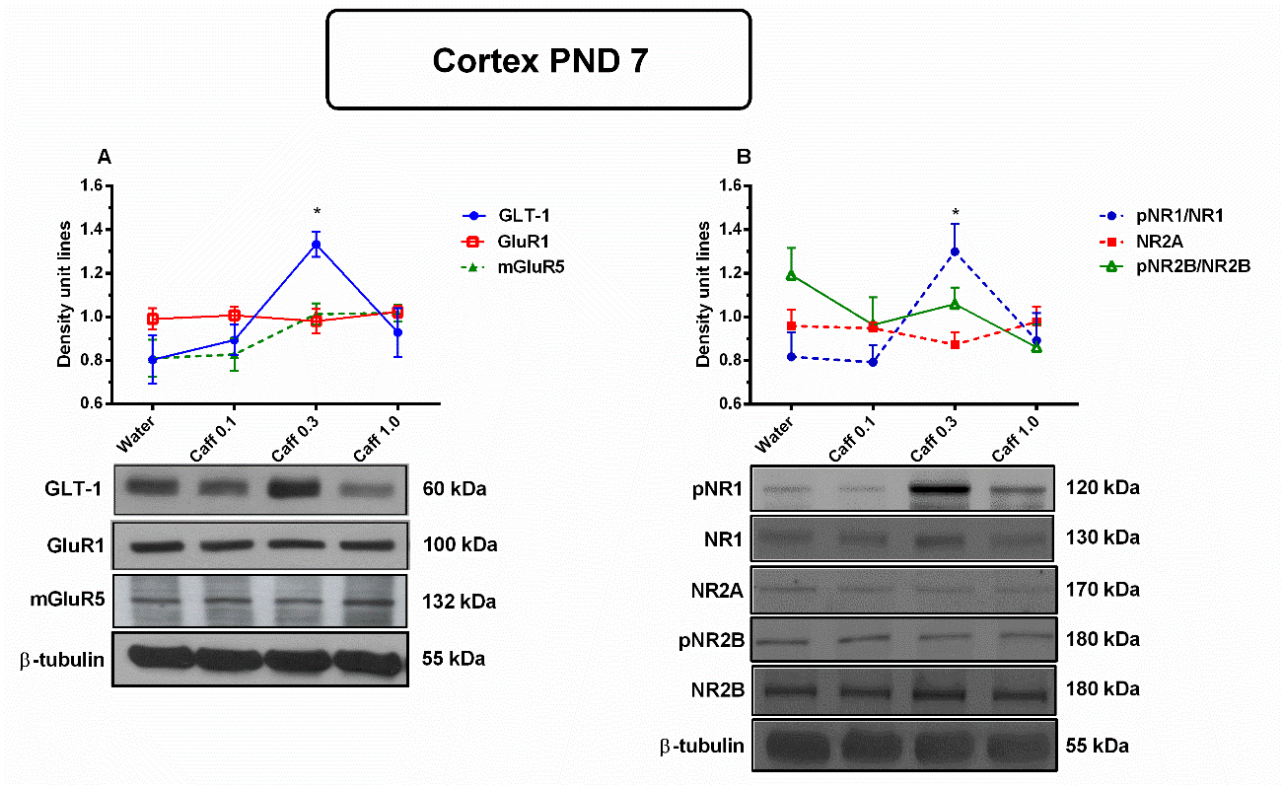 Cortex PND 7
A
Density unit lines
1.6
1.4
1.2
1.0
0.8
0.6
*
Water
Caff 0.1
Caff 0.3
Caff 1.0
GLT-1
GluR1
mGluR5
GLT-1 60 kDa
GluR1 100 kDa
mGluR5 132 kDa
β-tubulin 55 kDa
B
Density unit lines
1.6
1.4
1.2
1.0
0.8
0.6
*
Water
Caff 0.1
Caff 0.3
Caff 1.0
pNR1/NR1
NR2A
pNR2B/NR2B
pNR1 120 kDa
NR1 130 kDa
NR2A 170 kDa
pNR2B 180 kDa
NR2B 180 kDa
β-tubulin 55 kDa